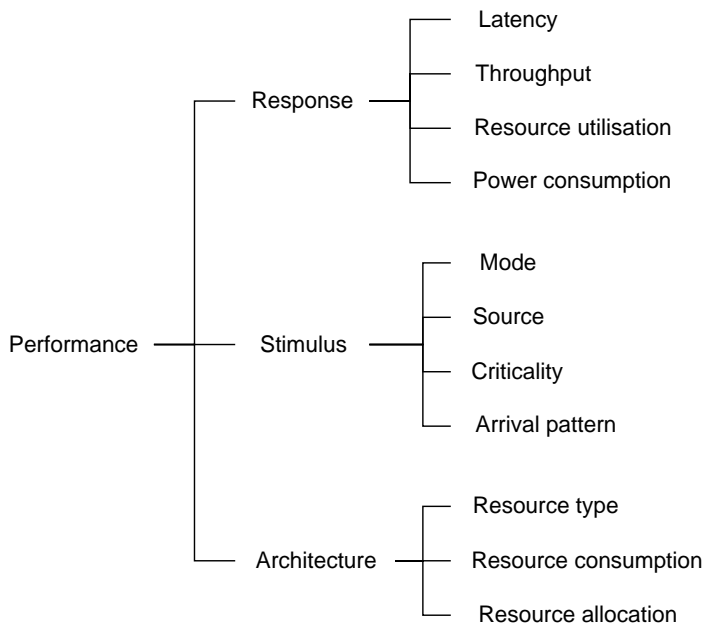 Latency
Throughput
Response
Resource utilisation
Power consumption
Mode
Source
Performance
Stimulus
Criticality
Arrival pattern
Resource type
Architecture
Resource consumption
Resource allocation